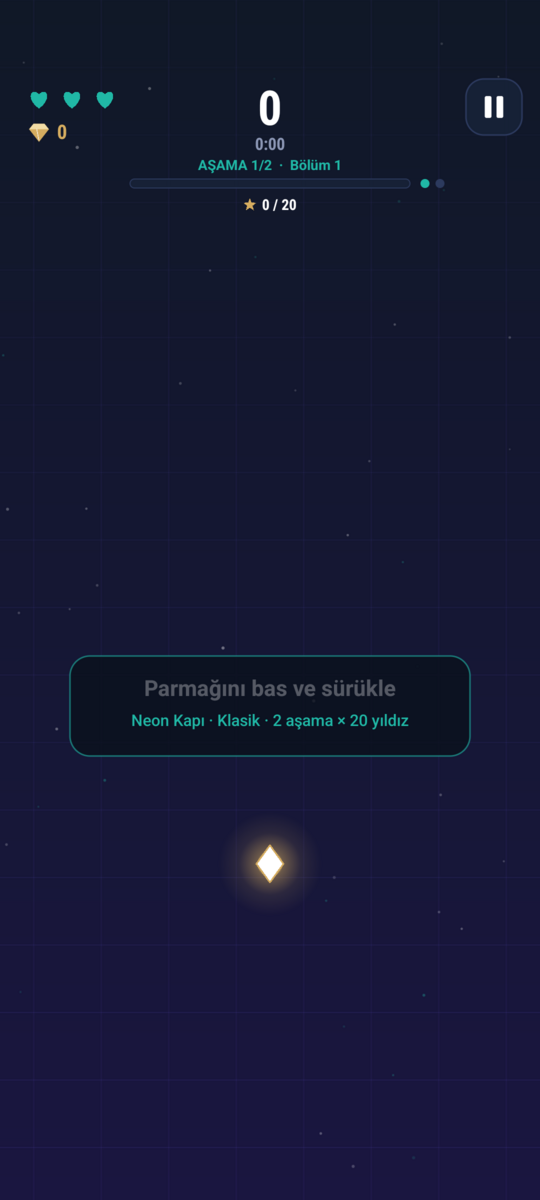 0
0
0:00
AŞAMA 1/2 · Bölüm 1
0 / 20
Parmağını bas ve sürükle
Neon Kapı · Klasik · 2 aşama × 20 yıldız